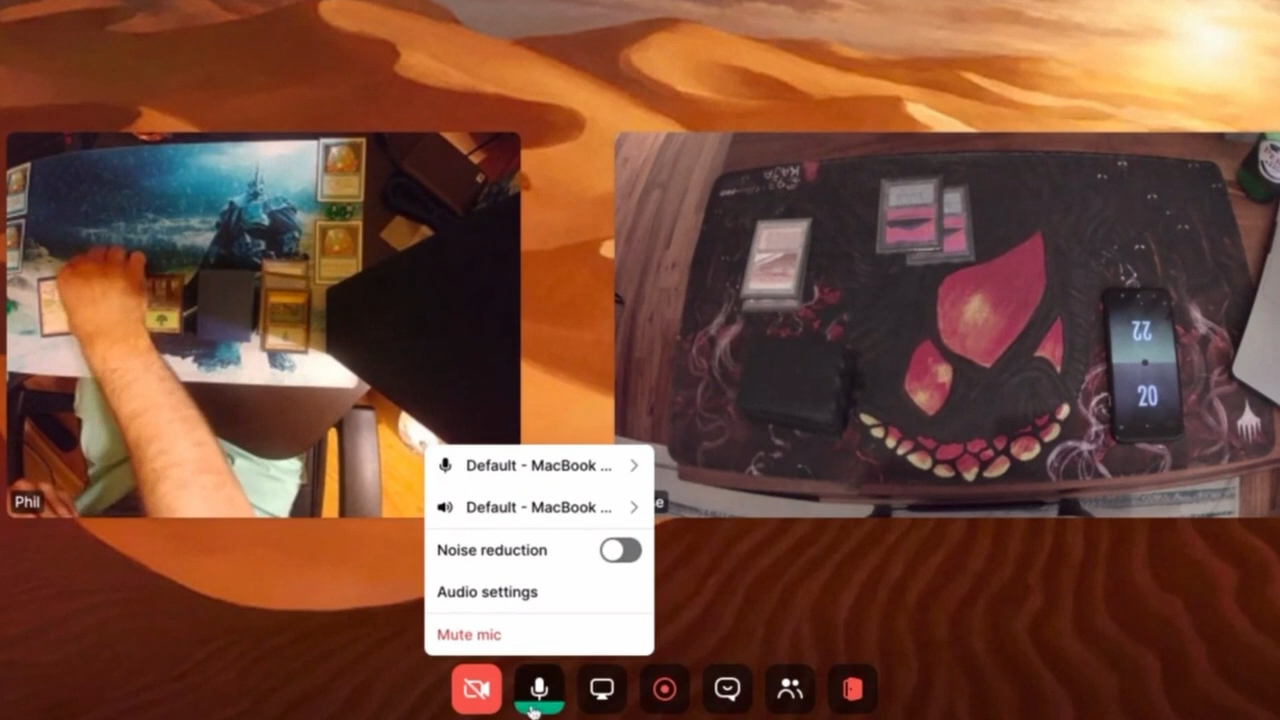 22
20
Phil
e
Default - MacBook ...
Default - MacBook ...
Noise reduction
Audio settings
Mute mic